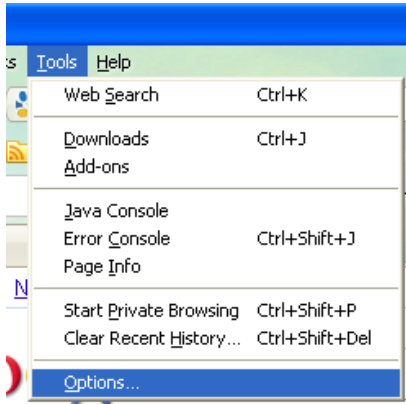 s Tools Help
Web Search Ctrl+K
Downloads Ctrl+J
Add-ons
Java Console
Error Console Ctrl+Shift+J
Page Info
N
Start Private Browsing Ctrl+Shift+P
Clear Recent History... Ctrl+Shift+Del
Options...